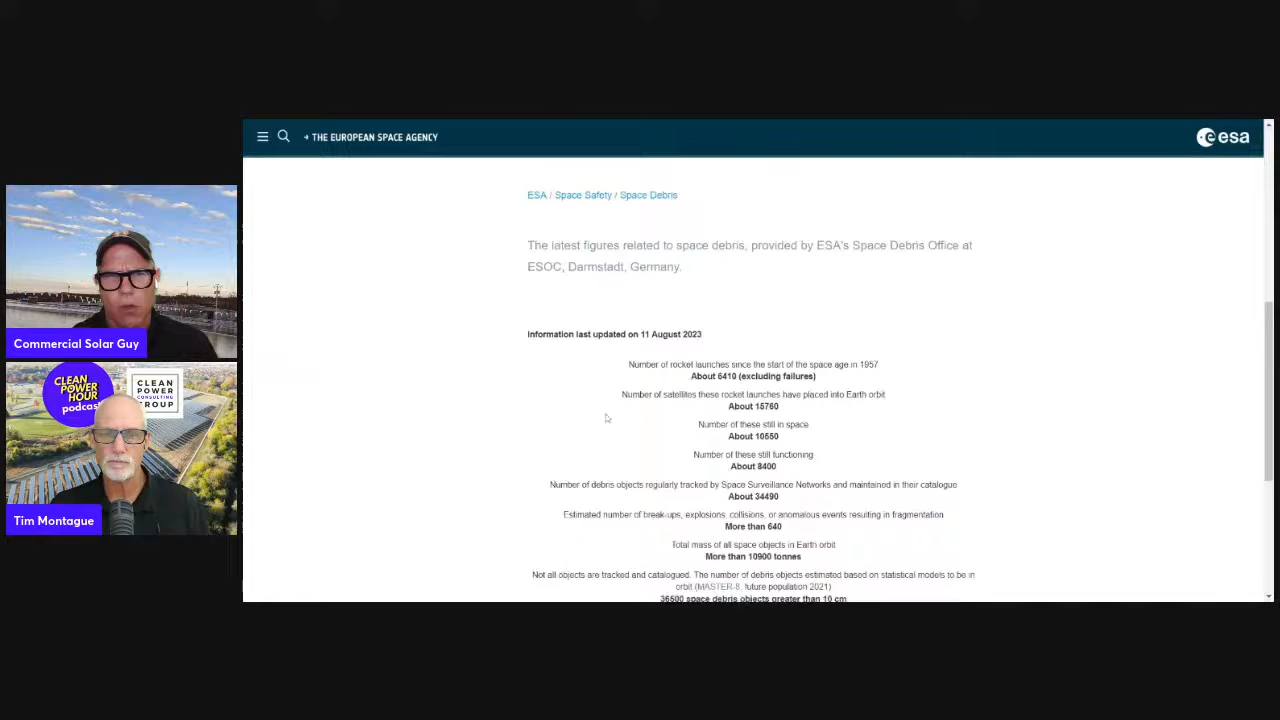 → THE EUROPEAN SPACE AGENCY
esa
ESA / Space Safety / Space Debris
The latest figures related to space debris, provided by ESA's Space Debris Office at
ESOC, Darmstadt, Germany.
Information last updated on 11 August 2023
Number of rocket launches since the start of the space age in 1957
About 6410 (excluding failures)
Number of satellites these rocket launches have placed into Earth orbit
About 15760
Number of these still in space
About 10550
Number of these still functioning
About 8400
Number of debris objects regularly tracked by Space Surveillance Networks and maintained in their catalogue
About 34490
Estimated number of break-ups, explosions, collisions, or anomalous events resulting in fragmentation
More than 640
Total mass of all space objects in Earth orbit
More than 10900 tonnes
Not all objects are tracked and catalogued. The number of debris objects estimated based on statistical models to be in
orbit (MASTER-8, future population 2021)
36500 space debris objects greater than 10 cm
Commercial Solar Guy
CLEAN
POWER
HOUR
podcast
CLEAN
POWER
CONSULTING
GROUP
Tim Montague